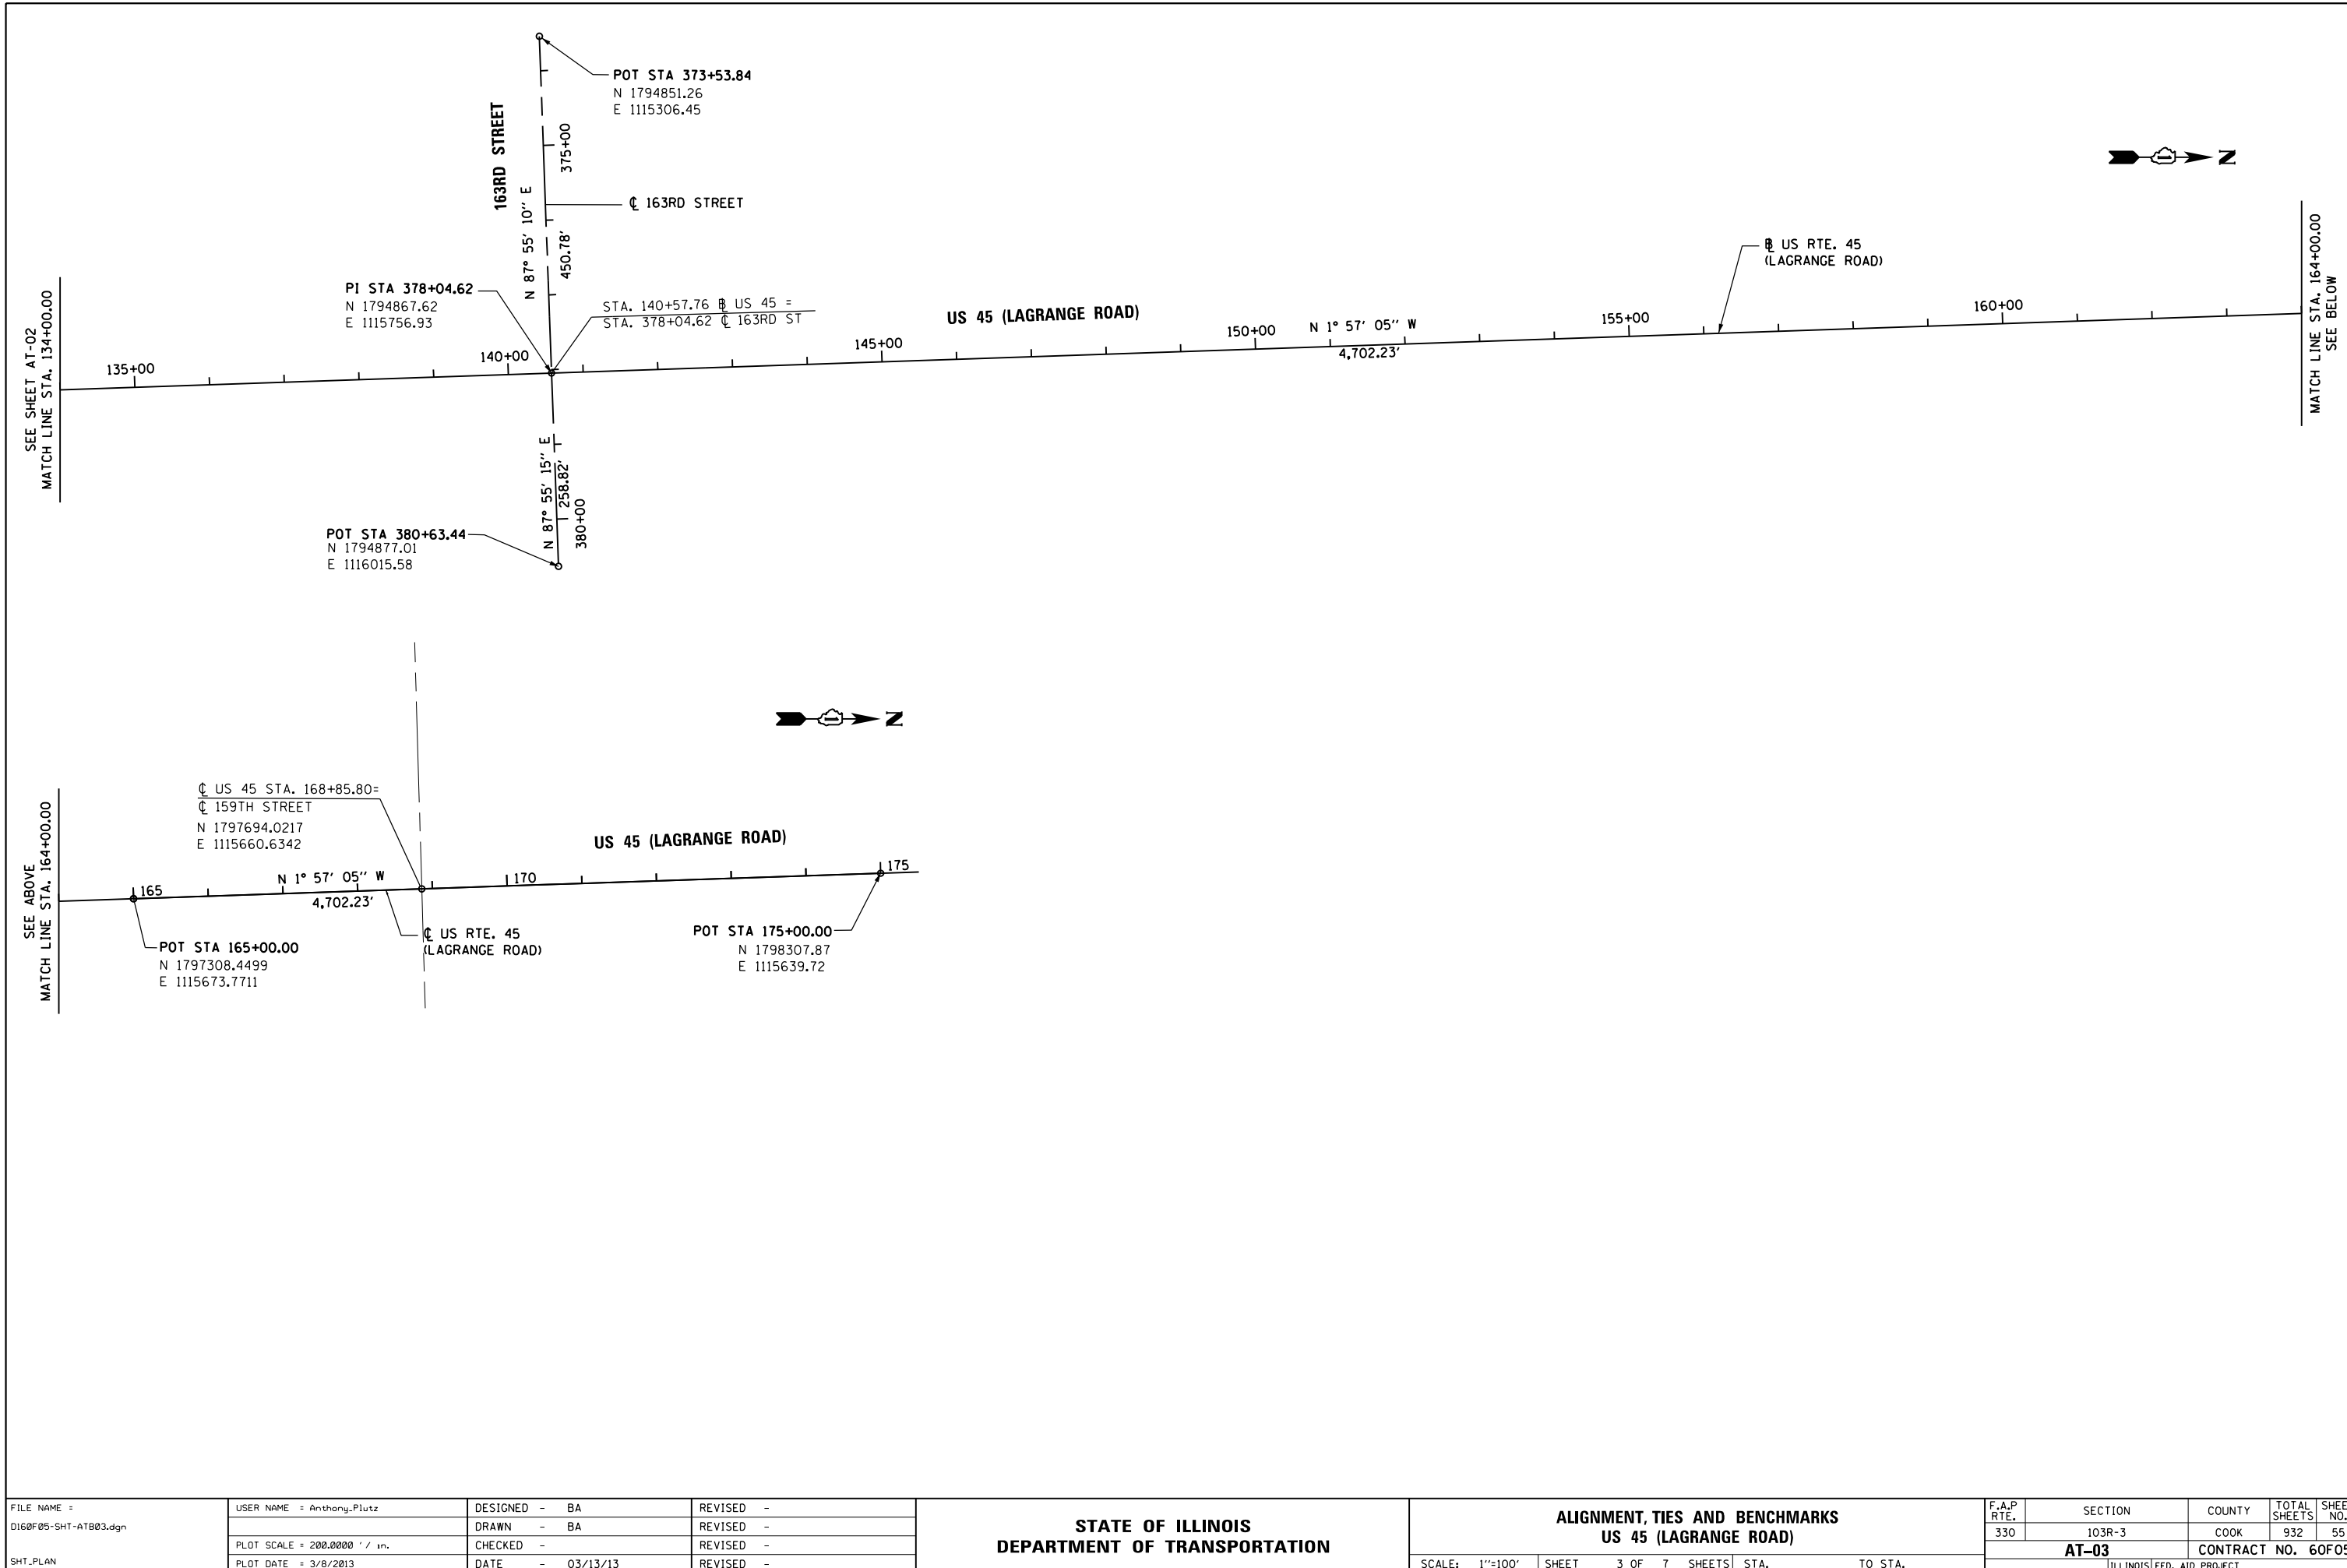 POT STA 373+53.84
N 1794851.26
E 1115306.45
163RD STREET
375+00
N 87° 55' 10" E
450.78'
℄ 163RD STREET
N
PI STA 378+04.62
N 1794867.62
E 1115756.93
STA. 140+57.76 B̵L US 45 =
STA. 378+04.62 ℄ 163RD ST
US 45 (LAGRANGE ROAD)
B̵L US RTE. 45
(LAGRANGE ROAD)
SEE SHEET AT-02
MATCH LINE STA. 134+00.00
135+00
140+00
145+00
150+00
N 1° 57' 05" W
4,702.23'
155+00
160+00
MATCH LINE STA. 164+00.00
SEE BELOW
N 87° 55' 15" E
258.82'
380+00
POT STA 380+63.44
N 1794877.01
E 1116015.58
N
℄ US 45 STA. 168+85.80=
℄ 159TH STREET
N 1797694.0217
E 1115660.6342
US 45 (LAGRANGE ROAD)
SEE ABOVE
MATCH LINE STA. 164+00.00
165
N 1° 57' 05" W
4,702.23'
170
175
POT STA 165+00.00
N 1797308.4499
E 1115673.7711
℄ US RTE. 45
(LAGRANGE ROAD)
POT STA 175+00.00
N 1798307.87
E 1115639.72
FILE NAME =
D160F05-SHT-ATB03.dgn
SHT_PLAN
USER NAME = Anthony_Plutz
PLOT SCALE = 200.0000 ' / in.
PLOT DATE = 3/8/2013
DESIGNED - BA
DRAWN - BA
CHECKED -
DATE - 03/13/13
REVISED -
REVISED -
REVISED -
REVISED -
STATE OF ILLINOIS
DEPARTMENT OF TRANSPORTATION
ALIGNMENT, TIES AND BENCHMARKS
US 45 (LAGRANGE ROAD)
SCALE: 1"=100' SHEET 3 OF 7 SHEETS STA. TO STA.
F.A.P RTE. SECTION COUNTY TOTAL SHEETS SHEE NO.
330 103R-3 COOK 932 55
AT-03 CONTRACT NO. 60F05
ILLINOIS FED. AID PROJECT